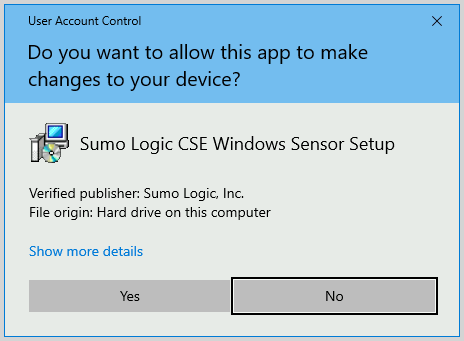 User Account Control
Do you want to allow this app to make
changes to your device?
Sumo Logic CSE Windows Sensor Setup
Verified publisher: Sumo Logic, Inc.
File origin: Hard drive on this computer
Show more details
Yes
No